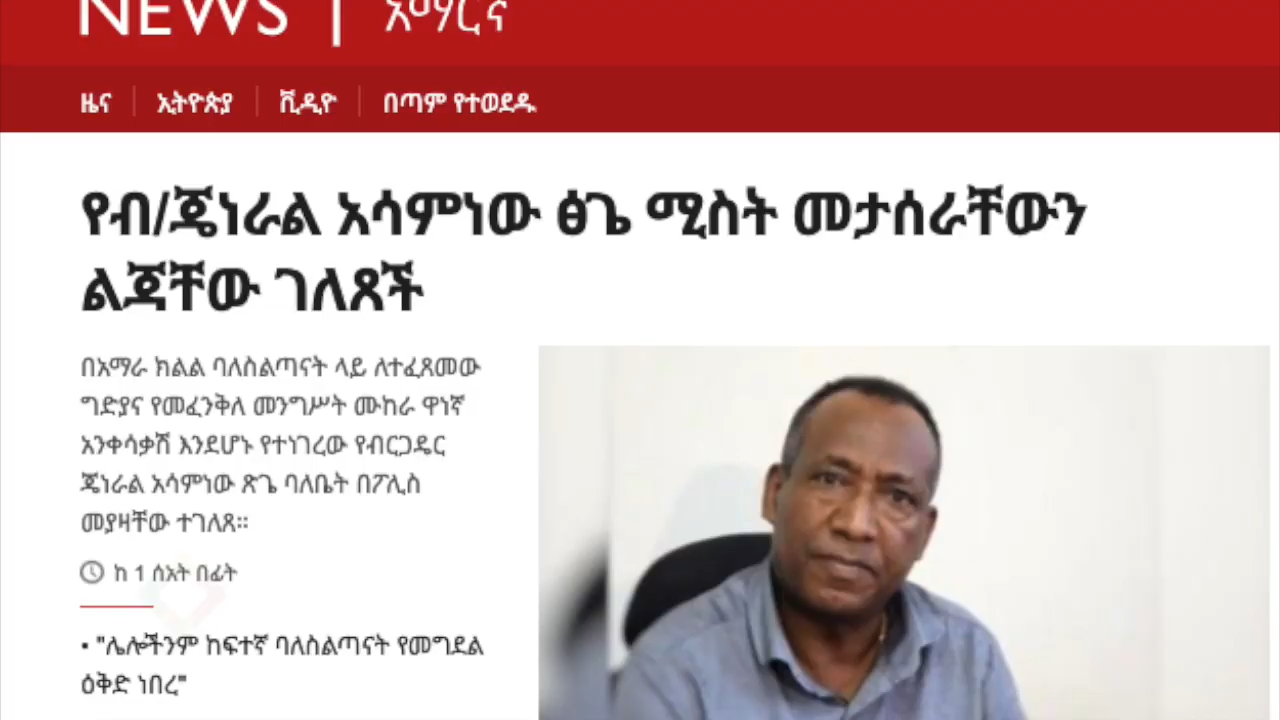 NEWS | አማርኛ
ዜና | ኢትዮጵያ | ቪዲዮ | በጣም የተወደዱ
የብ/ጄነራል አሳምነው ፅጌ ሚስት መታሰራቸውን
ልጃቸው ገለጸች
በአማራ ክልል ባለስልጣናት ላይ ለተፈጸመው
ግድያና የመፈንቅለ መንግሥት ሙከራ ዋነኛ
አንቀሳቃሽ እንደሆኑ የተነገረው የብርጋዴር
ጄነራል አሳምነው ጽጌ ባለቤት በፖሊስ
መያዛቸው ተገለጸ።
ከ 1 ሰአት በፊት
• "ሌሎችንም ከፍተኛ ባለስልጣናት የመግደል
ዕቅድ ነበረ"